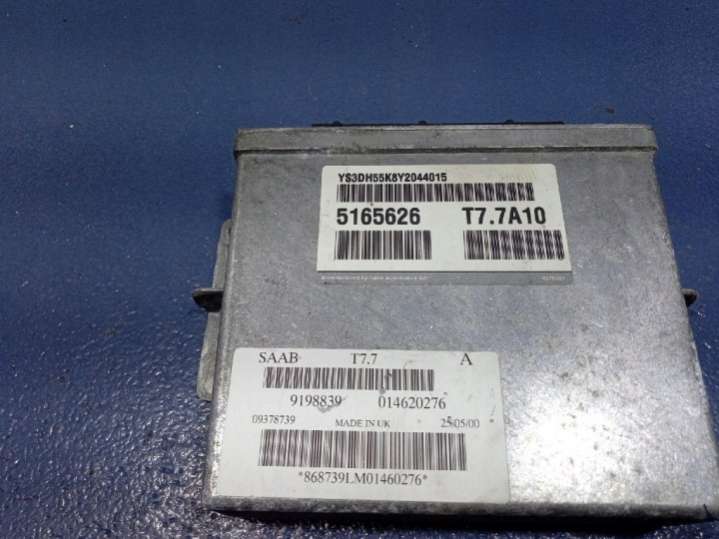 YS3DH55K8Y2044015
5165626 T7.7A10
SAAB T7.7 A
9198839 014620276
09378739 MADE IN UK 25/05/00
*868739LM01460276*